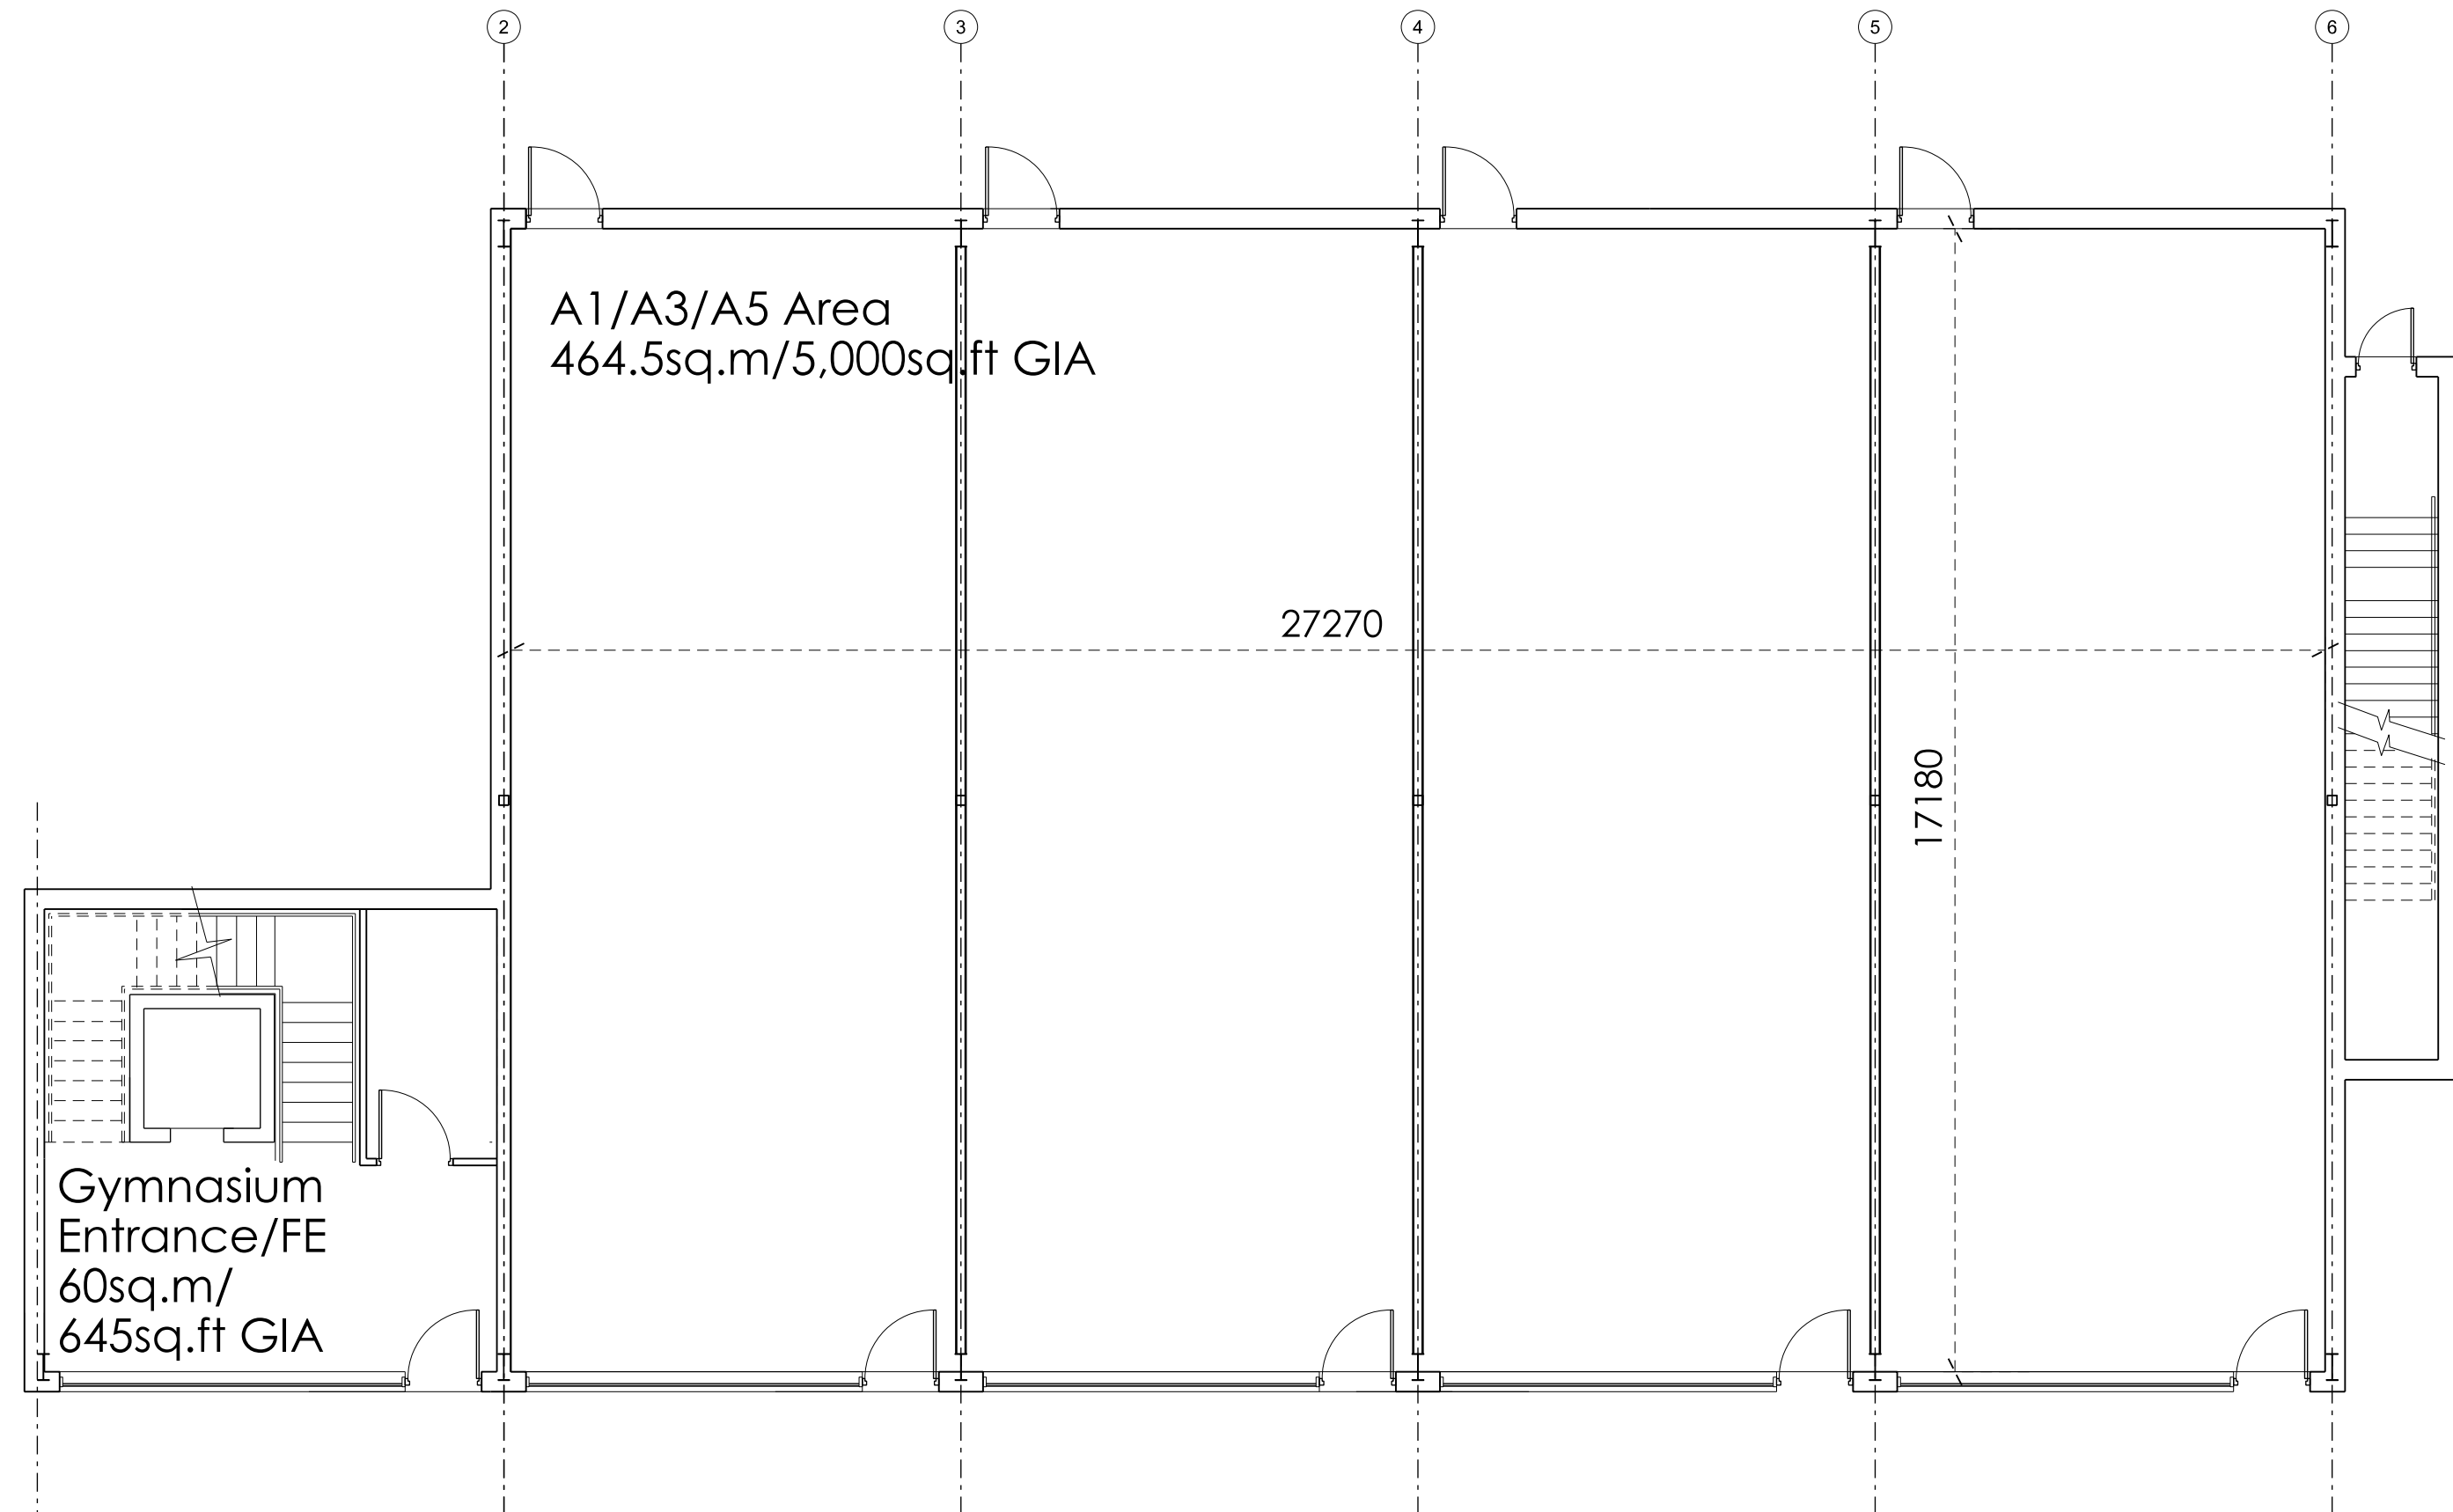 2
3
4
5
6
A1/A3/A5 Area
464.5sq.m/5,000sq.ft GIA
27270
17180
Gymnasium
Entrance/FE
60sq.m/
645sq.ft GIA